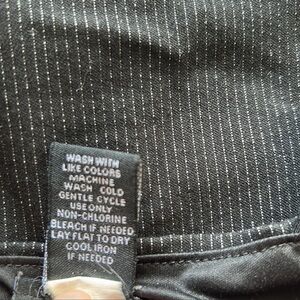 WASH WITH
LIKE COLORS
MACHINE
WASH COLD
GENTLE CYCLE
USE ONLY
NON-CHLORINE
BLEACH IF NEEDED
LAY FLAT TO DRY
COOL IRON
IF NEEDED